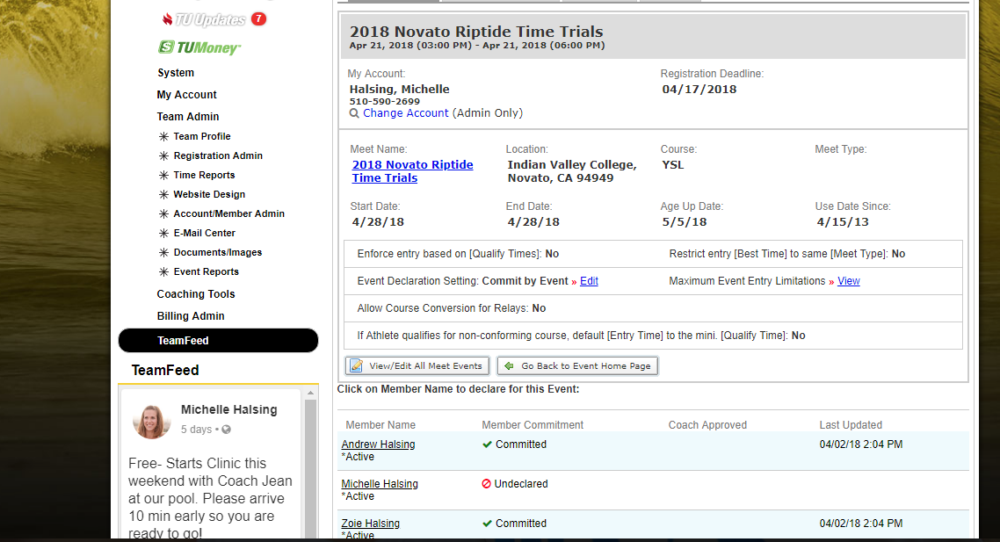 TU Updates 7
TUMoney
System
My Account
Team Admin
Team Profile
Registration Admin
Time Reports
Website Design
Account/Member Admin
E-Mail Center
Documents/Images
Event Reports
Coaching Tools
Billing Admin
TeamFeed
TeamFeed
Michelle Halsing
5 days •
Free- Starts Clinic this
weekend with Coach Jean
at our pool. Please arrive
10 min early so you are
ready to go!
2018 Novato Riptide Time Trials
Apr 21, 2018 (03:00 PM) - Apr 21, 2018 (06:00 PM)
My Account: Registration Deadline:
Halsing, Michelle 04/17/2018
510-590-2699
Change Account (Admin Only)
Meet Name: Location: Course: Meet Type:
2018 Novato Riptide Indian Valley College, YSL
Time Trials Novato, CA 94949
Start Date: End Date: Age Up Date: Use Date Since:
4/28/18 4/28/18 5/5/18 4/15/13
Enforce entry based on [Qualify Times]: No Restrict entry [Best Time] to same [Meet Type]: No
Event Declaration Setting: Commit by Event » Edit Maximum Event Entry Limitations » View
Allow Course Conversion for Relays: No
If Athlete qualifies for non-conforming course, default [Entry Time] to the mini. [Qualify Time]: No
View/Edit All Meet Events Go Back to Event Home Page
Click on Member Name to declare for this Event:
Member Name Member Commitment Coach Approved Last Updated
Andrew Halsing Committed 04/02/18 2:04 PM
*Active
Michelle Halsing Undeclared
*Active
Zoie Halsing Committed 04/02/18 2:04 PM
*Active